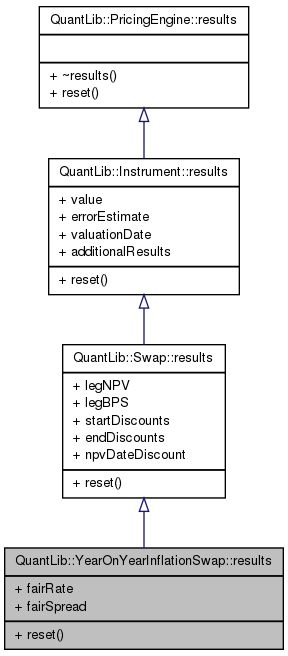 QuantLib::PricingEngine::results
+ ~results()
+ reset()
QuantLib::Instrument::results
+ value
+ errorEstimate
+ valuationDate
+ additionalResults
+ reset()
QuantLib::Swap::results
+ legNPV
+ legBPS
+ startDiscounts
+ endDiscounts
+ npvDateDiscount
+ reset()
QuantLib::YearOnYearInflationSwap::results
+ fairRate
+ fairSpread
+ reset()